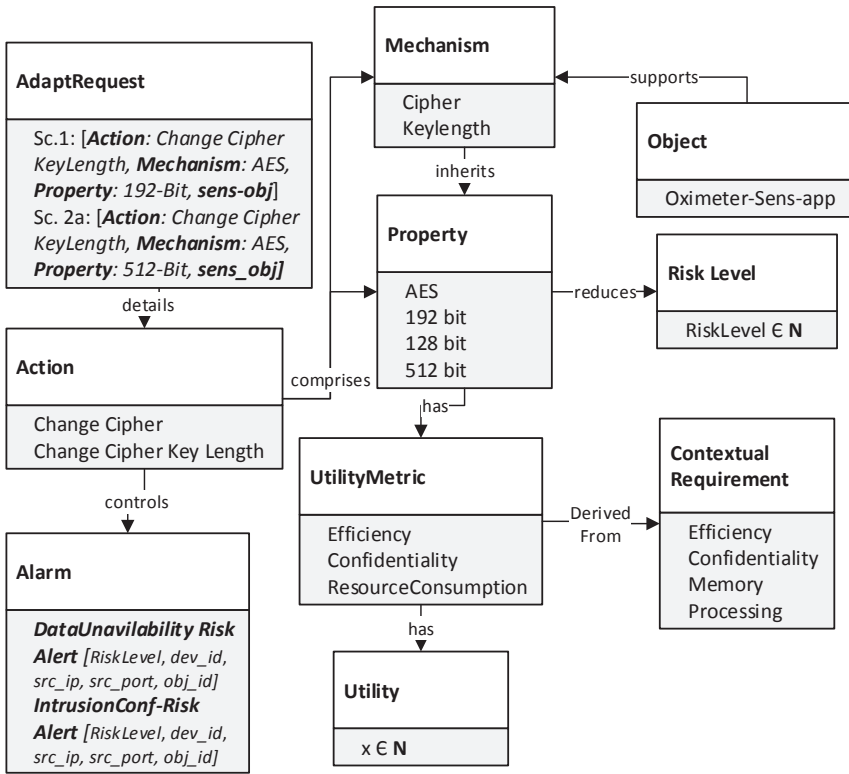 AdaptRequest
Sc.1: [Action: Change Cipher
KeyLength, Mechanism: AES,
Property: 192-Bit, sens-obj]
Sc. 2a: [Action: Change Cipher
KeyLength, Mechanism: AES,
Property: 512-Bit, sens_obj]
details
Action
Change Cipher
Change Cipher Key Length
controls
Alarm
DataUnavilability Risk
Alert [RiskLevel, dev_id,
src_ip, src_port, obj_id]
IntrusionConf-Risk
Alert [RiskLevel, dev_id,
src_ip, src_port, obj_id]
comprises
Mechanism
Cipher
Keylength
supports
Object
Oximeter-Sens-app
inherits
Property
AES
192 bit
128 bit
512 bit
reduces
Risk Level
RiskLevel Є N
has
UtilityMetric
Efficiency
Confidentiality
ResourceConsumption
Derived
From
Contextual
Requirement
Efficiency
Confidentiality
Memory
Processing
has
Utility
x Є N